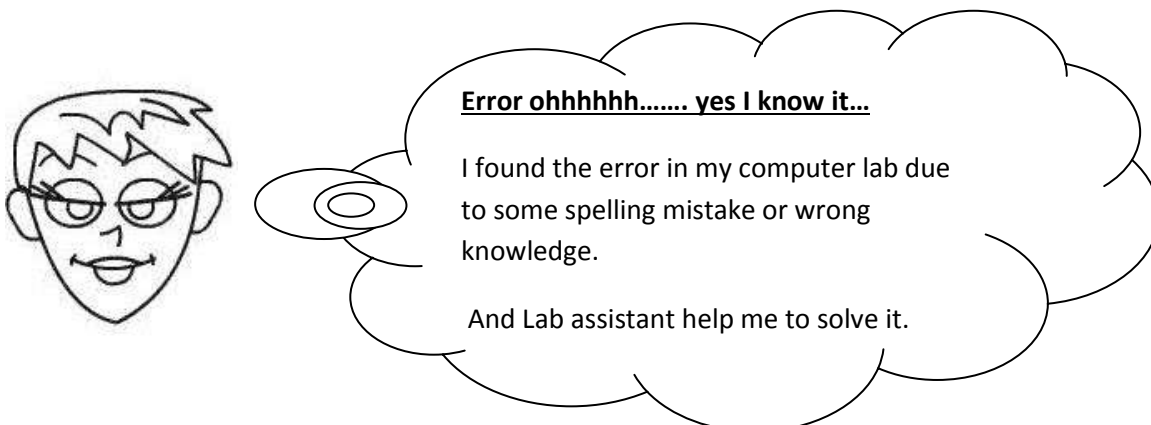 Error ohhhhhh....... yes I know it...
I found the error in my computer lab due
to some spelling mistake or wrong
knowledge.
And Lab assistant help me to solve it.